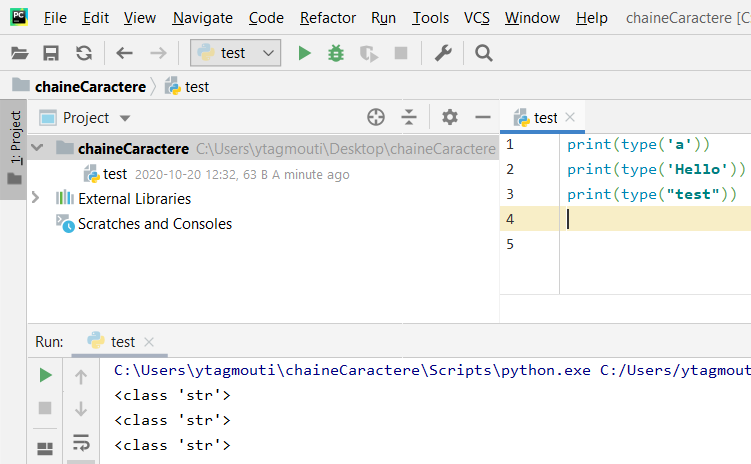 PC File Edit View Navigate Code Refactor Run Tools VCS Window Help chaineCaractere [C
test
chaineCaractere test
1: Project
Project
test
chaineCaractere C:\Users\ytagmouti\Desktop\chaineCaractere
test 2020-10-20 12:32, 63 B A minute ago
External Libraries
Scratches and Consoles
1 print(type('a'))
2 print(type('Hello'))
3 print(type("test"))
4
5
Run: test
C:\Users\ytagmouti\chaineCaractere\Scripts\python.exe C:/Users/ytagmout
<class 'str'>
<class 'str'>
<class 'str'>